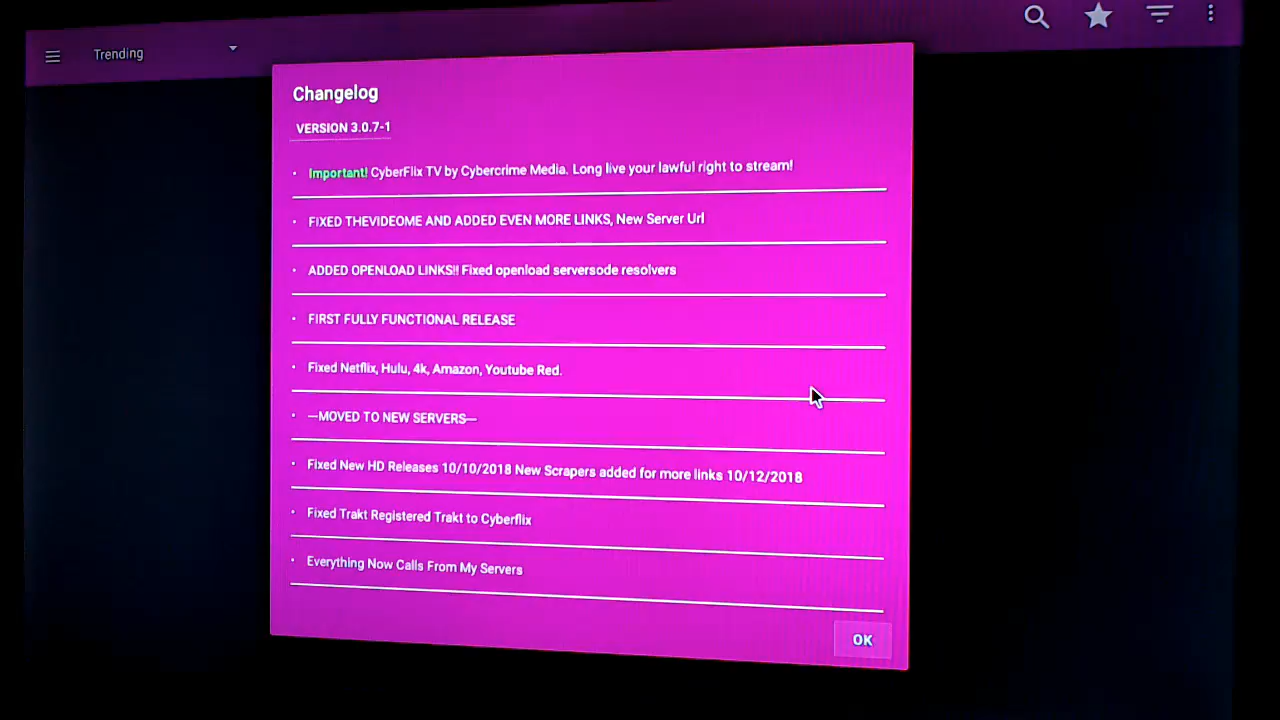 Trending
Changelog
VERSION 3.0.7-1
Important! CyberFlix TV by Cybercrime Media. Long live your lawful right to stream!
FIXED THEVIDEOME AND ADDED EVEN MORE LINKS, New Server Url
ADDED OPENLOAD LINKS!! Fixed openload serversode resolvers
FIRST FULLY FUNCTIONAL RELEASE
Fixed Netflix, Hulu, 4k, Amazon, Youtube Red.
—MOVED TO NEW SERVERS—
Fixed New HD Releases 10/10/2018 New Scrapers added for more links 10/12/2018
Fixed Trakt Registered Trakt to Cyberflix
Everything Now Calls From My Servers
OK